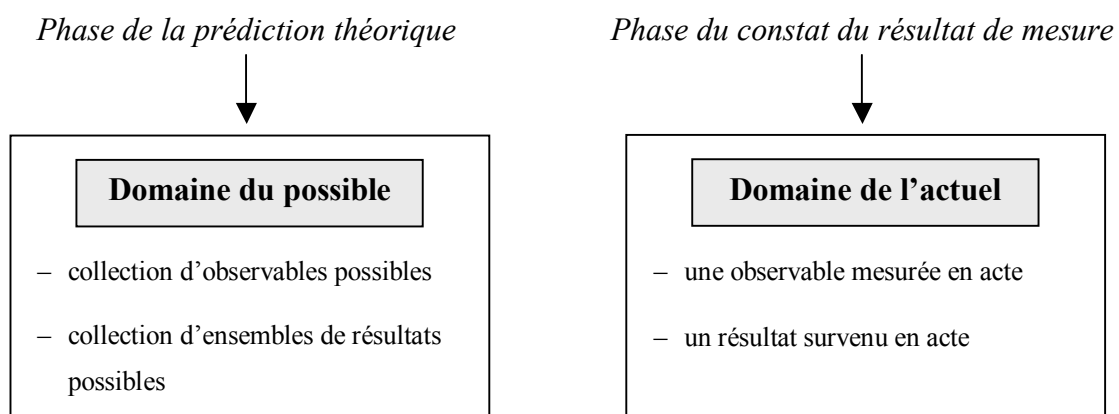 Phase de la prédiction théorique
Domaine du possible
– collection d’observables possibles
– collection d’ensembles de résultats
possibles
Phase du constat du résultat de mesure
Domaine de l’actuel
– une observable mesurée en acte
– un résultat survenu en acte